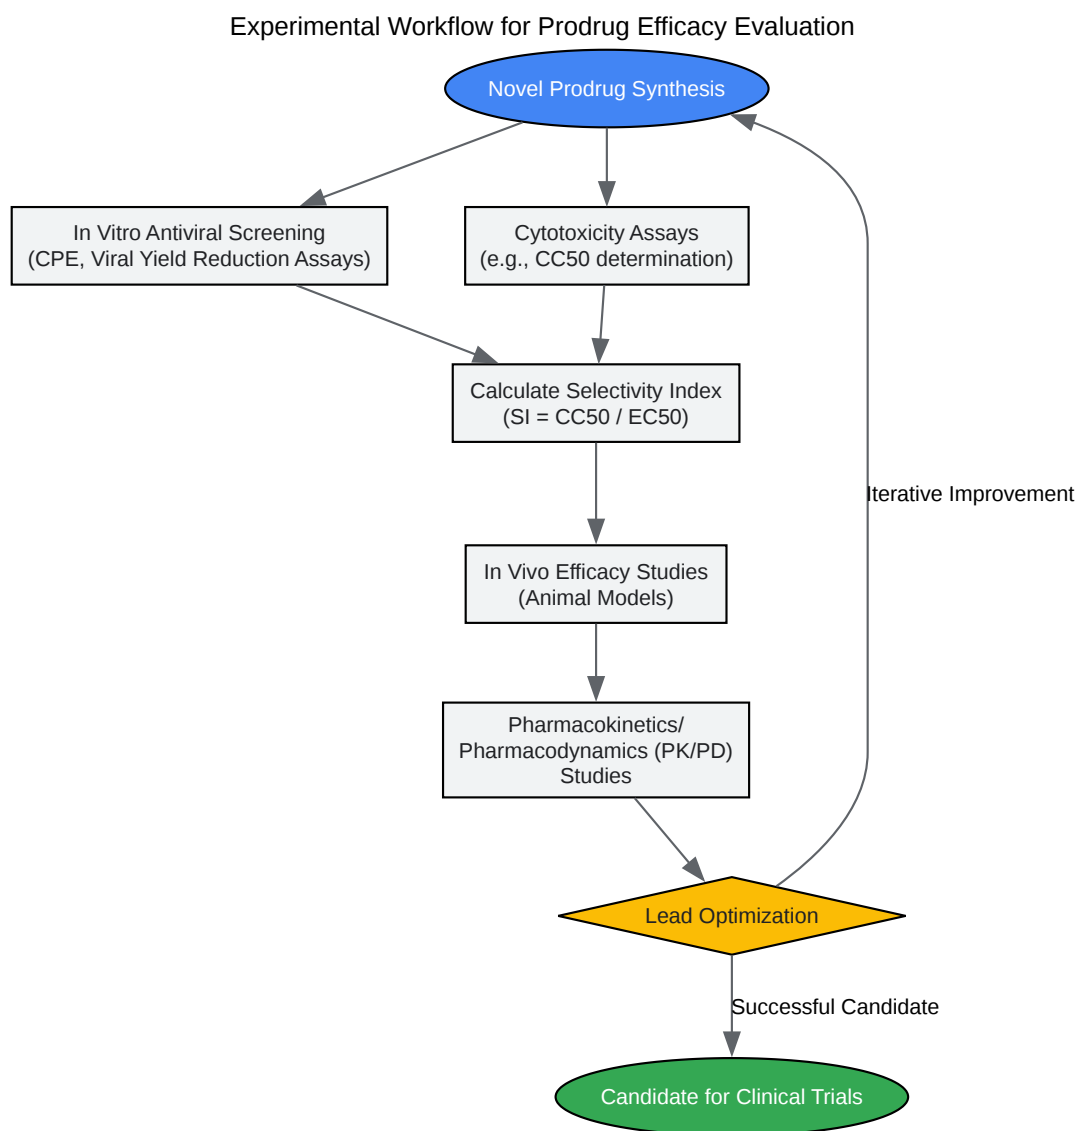 Experimental Workflow for Prodrug Efficacy Evaluation
Novel Prodrug Synthesis
In Vitro Antiviral Screening
(CPE, Viral Yield Reduction Assays)
Cytotoxicity Assays
(e.g., CC50 determination)
Calculate Selectivity Index
(SI = CC50 / EC50)
Iterative Improvement
In Vivo Efficacy Studies
(Animal Models)
Pharmacokinetics/
Pharmacodynamics (PK/PD)
Studies
Lead Optimization
Successful Candidate
Candidate for Clinical Trials